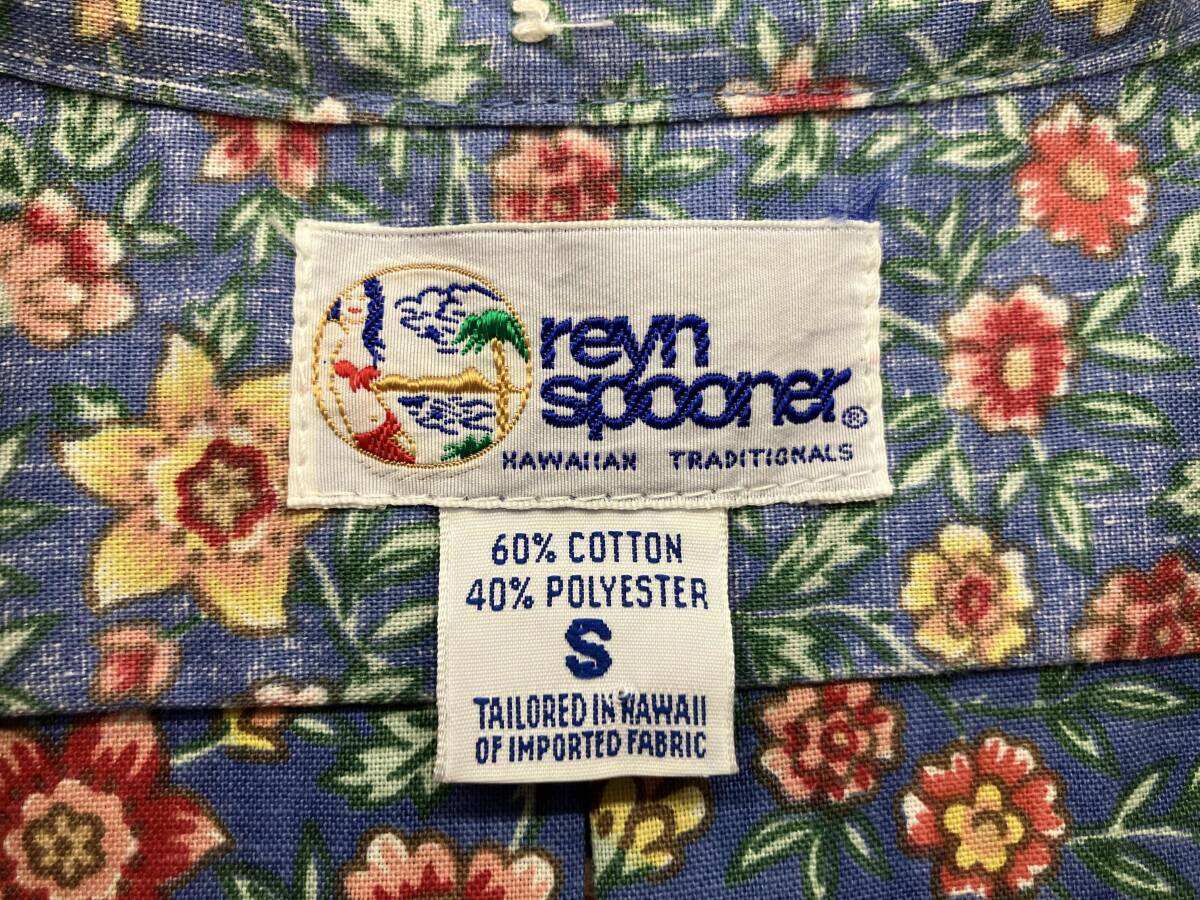 reyn
spooner®
HAWAIIAN TRADITIONALS
60% COTTON
40% POLYESTER
S
TAILORED IN HAWAII
OF IMPORTED FABRIC